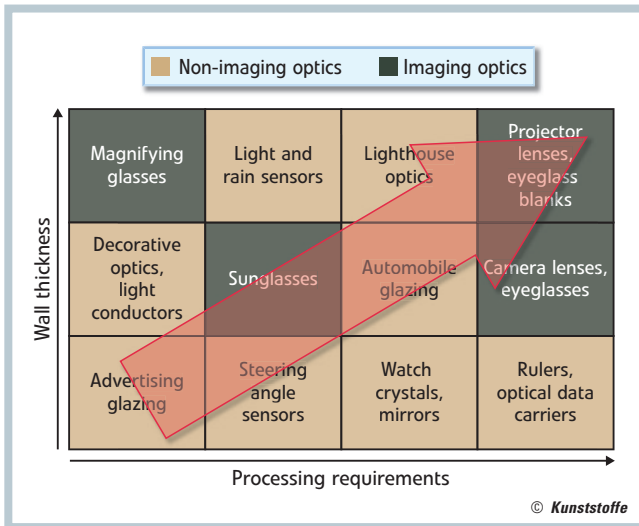 Non-imaging optics
Imaging optics
Wall thickness
Magnifying
glasses
Light and
rain sensors
Lighthouse
optics
Projector
lenses,
eyeglass
blanks
Decorative
optics,
light
conductors
Sunglasses
Automobile
glazing
Camera lenses,
eyeglasses
Advertising
glazing
Steering
angle
sensors
Watch
crystals,
mirrors
Rulers,
optical data
carriers
Processing requirements
© Kunststoffe